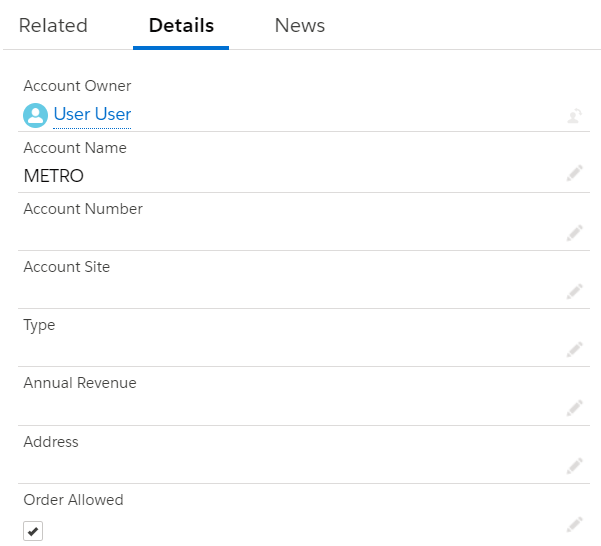 Related Details News
Account Owner
User User
Account Name
METRO
Account Number
Account Site
Type
Annual Revenue
Address
Order Allowed